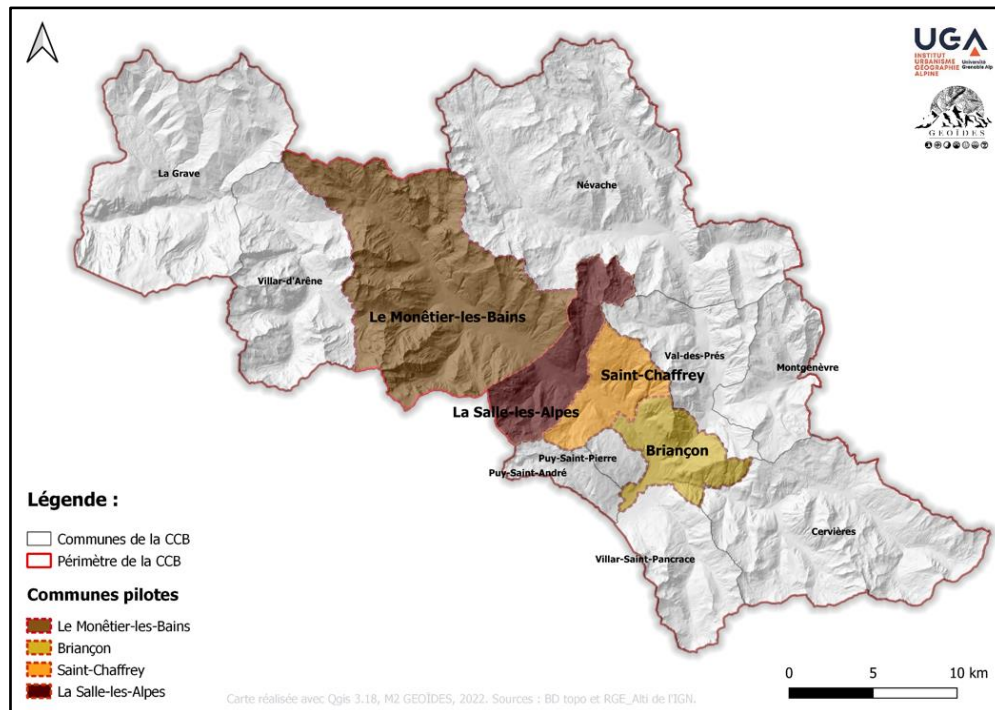 UGA
INSTITUT
URBANISME
GÉOGRAPHIE
ALPINE
Université
Grenoble Alp
GEOÏDES
La Grave
Névache
Villar-d'Arêne
Le Monêtier-les-Bains
Val-des-Prés
Montgenèvre
Saint-Chaffrey
La Salle-les-Alpes
Briançon
Puy-Saint-Pierre
Puy-Saint-André
Cervières
Villar-Saint-Pancrace
Légende :
Communes de la CCB
Périmètre de la CCB
Communes pilotes
Le Monêtier-les-Bains
Briançon
Saint-Chaffrey
La Salle-les-Alpes
0 5 10 km
Carte réalisée avec Qgis 3.18, M2 GEOÏDES, 2022. Sources : BD topo et RGE_Alti de l'IGN.